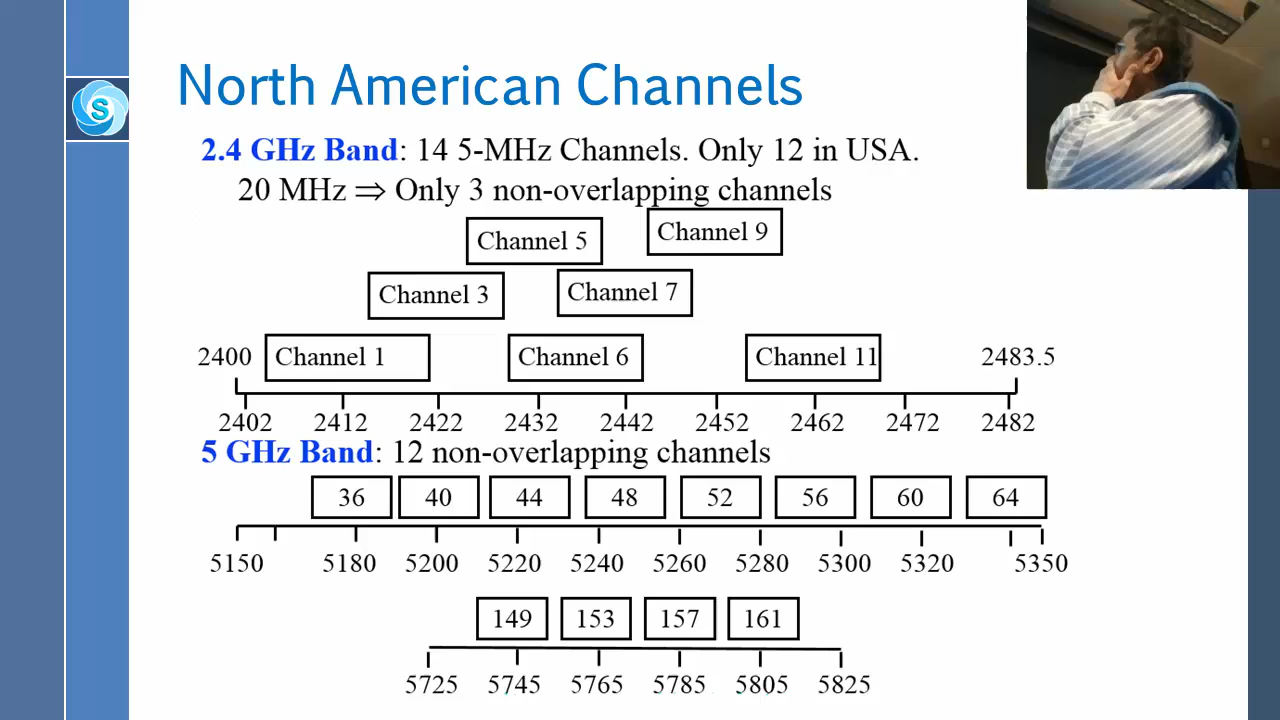 S
North American Channels
2.4 GHz Band: 14 5-MHz Channels. Only 12 in USA.
20 MHz ⇒ Only 3 non-overlapping channels
Channel 5 Channel 9
Channel 3 Channel 7
2400 Channel 1 Channel 6 Channel 11 2483.5
2402 2412 2422 2432 2442 2452 2462 2472 2482
5 GHz Band: 12 non-overlapping channels
36 40 44 48 52 56 60 64
5150 5180 5200 5220 5240 5260 5280 5300 5320 5350
149 153 157 161
5725 5745 5765 5785 5805 5825